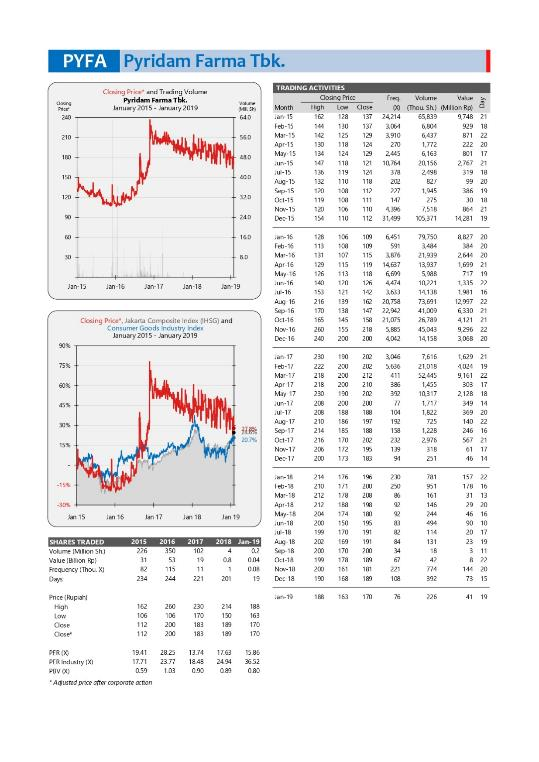 PYFA Pyridam Farma Tbk.
Closing Price* and Trading Volume
Pyridam Farma Tbk.
January 2015 - January 2019
Closing Price*
Volume (Mill. Sh)
240 64.0
210 56.0
180 48.0
150 40.0
120 32.0
90 24.0
60 16.0
30 8.0
Jan-15 Jan-16 Jan-17 Jan-18 Jan-19
Closing Price*, Jakarta Composite Index (IHSG) and
Consumer Goods Industry Index
January 2015 - January 2019
90%
75%
60%
45%
30%
15%
-
-15%
-30%
20.7%
Jan 15 Jan 16 Jan 17 Jan 18 Jan 19
SHARES TRADED 2015 2016 2017 2018 Jan-19
Volume (Million Sh.) 226 350 102 4 0.2
Value (Billion Rp) 31 53 19 0.8 0.04
Frequency (Thou. X) 82 115 11 1 0.08
Days 234 244 221 201 19
Price (Rupiah)
High 162 260 230 214 188
Low 106 106 170 150 163
Close 112 200 183 189 170
Close* 112 200 183 189 170
PER (X) 19.41 28.25 13.74 17.63 15.86
PER Industry (X) 17.71 23.77 18.48 24.94 36.52
PBV (X) 0.59 1.03 0.90 0.89 0.80
* Adjusted price after corporate action
TRADING ACTIVITIES
Closing Price Freq. Volume Value Day
Month High Low Close (X) (Thou. Sh.) (Million Rp)
Jan-15 162 128 137 24,214 65,839 9,748 21
Feb-15 144 130 137 3,064 6,804 929 18
Mar-15 142 125 129 3,910 6,437 871 22
Apr-15 130 118 124 270 1,772 222 20
May-15 134 124 129 2,445 6,163 801 17
Jun-15 147 118 121 10,764 20,156 2,767 21
Jul-15 136 119 124 378 2,498 319 18
Aug-15 132 110 118 202 827 99 20
Sep-15 120 108 112 227 1,945 386 19
Oct-15 119 108 111 147 275 30 18
Nov-15 120 106 110 4,396 7,518 864 21
Dec-15 154 110 112 31,499 105,371 14,281 19
Jan-16 128 106 109 6,451 79,750 8,827 20
Feb-16 113 108 109 591 3,484 384 20
Mar-16 131 107 115 3,876 21,939 2,644 20
Apr-16 129 115 119 14,637 13,937 1,699 21
May-16 126 113 118 6,699 5,988 717 19
Jun-16 140 120 126 4,474 10,221 1,335 22
Jul-16 153 121 142 3,633 14,138 1,981 16
Aug-16 216 139 162 20,758 73,691 12,997 22
Sep-16 170 138 147 22,942 41,009 6,330 21
Oct-16 165 145 158 21,075 26,789 4,121 21
Nov-16 260 155 218 5,885 45,043 9,296 22
Dec-16 240 200 200 4,042 14,158 3,068 20
Jan-17 230 190 202 3,046 7,616 1,629 21
Feb-17 222 200 202 5,636 21,018 4,024 19
Mar-17 218 200 212 411 52,445 9,161 22
Apr-17 218 200 210 386 1,455 303 17
May-17 230 190 202 392 10,317 2,128 18
Jun-17 208 200 200 77 1,717 349 14
Jul-17 208 188 188 104 1,822 369 20
Aug-17 210 186 197 192 725 140 22
Sep-17 214 185 188 158 1,228 246 16
Oct-17 216 170 202 232 2,976 567 21
Nov-17 206 172 195 139 318 61 17
Dec-17 200 173 183 94 251 46 14
Jan-18 214 176 196 230 781 157 22
Feb-18 210 171 200 250 951 178 16
Mar-18 212 178 208 86 161 31 13
Apr-18 212 188 198 92 146 29 20
May-18 204 174 180 92 244 46 16
Jun-18 200 150 195 83 494 90 10
Jul-18 199 170 191 82 114 20 17
Aug-18 202 169 191 84 131 23 19
Sep-18 200 170 200 34 18 3 11
Oct-18 199 178 189 67 42 8 22
Nov-18 200 161 181 221 774 144 20
Dec-18 190 168 189 108 392 73 15
Jan-19 188 163 170 76 226 41 19